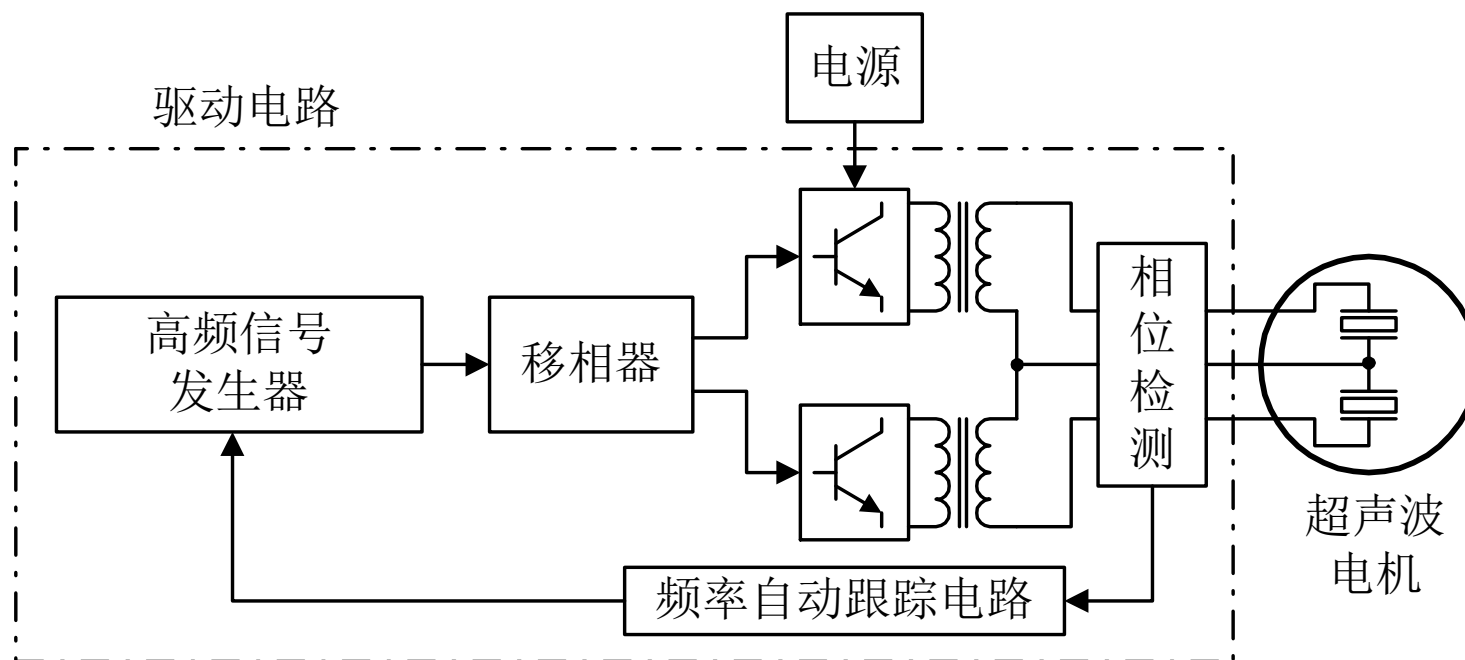 电源
驱动电路
高频信号
发生器
移相器
相
位
检
测
超声波
电机
频率自动跟踪电路